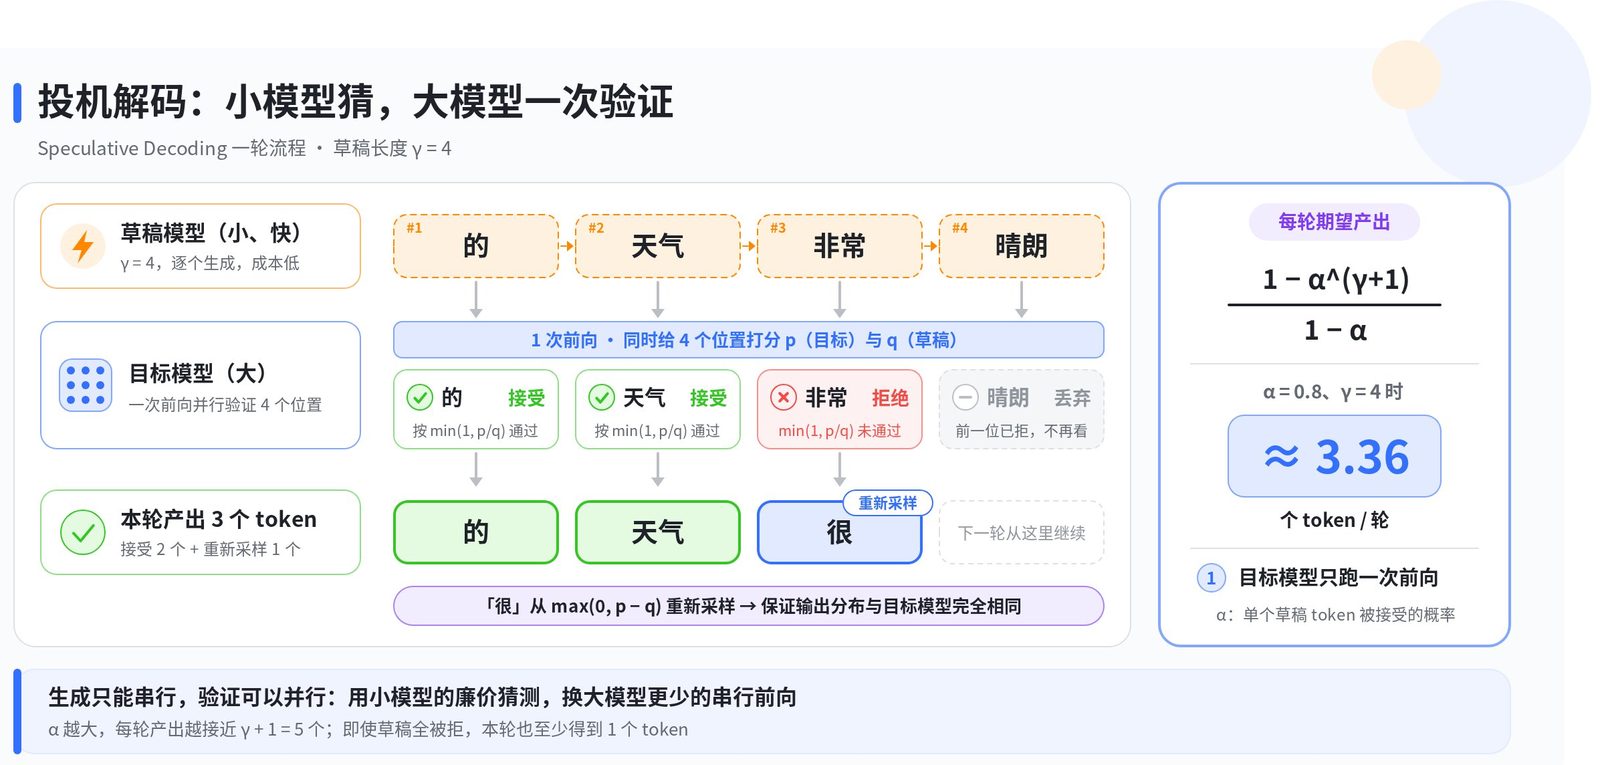 投机解码：小模型猜，大模型一次验证
Speculative Decoding 一轮流程 · 草稿长度 γ = 4
草稿模型（小、快）
γ = 4，逐个生成，成本低
#1 的
#2 天气
#3 非常
#4 晴朗
目标模型（大）
一次前向并行验证 4 个位置
1 次前向 · 同时给 4 个位置打分 p（目标）与 q（草稿）
的 接受
按 min(1, p/q) 通过
天气 接受
按 min(1, p/q) 通过
非常 拒绝
min(1, p/q) 未通过
晴朗 丢弃
前一位已拒，不再看
本轮产出 3 个 token
接受 2 个 + 重新采样 1 个
的
天气
重新采样
很
下一轮从这里继续
「很」从 max(0, p − q) 重新采样 → 保证输出分布与目标模型完全相同
每轮期望产出
1 − α^(γ+1)
1 − α
α = 0.8、γ = 4 时
≈ 3.36
个 token / 轮
1 目标模型只跑一次前向
α：单个草稿 token 被接受的概率
生成只能串行，验证可以并行：用小模型的廉价猜测，换大模型更少的串行前向
α 越大，每轮产出越接近 γ + 1 = 5 个；即使草稿全被拒，本轮也至少得到 1 个 token